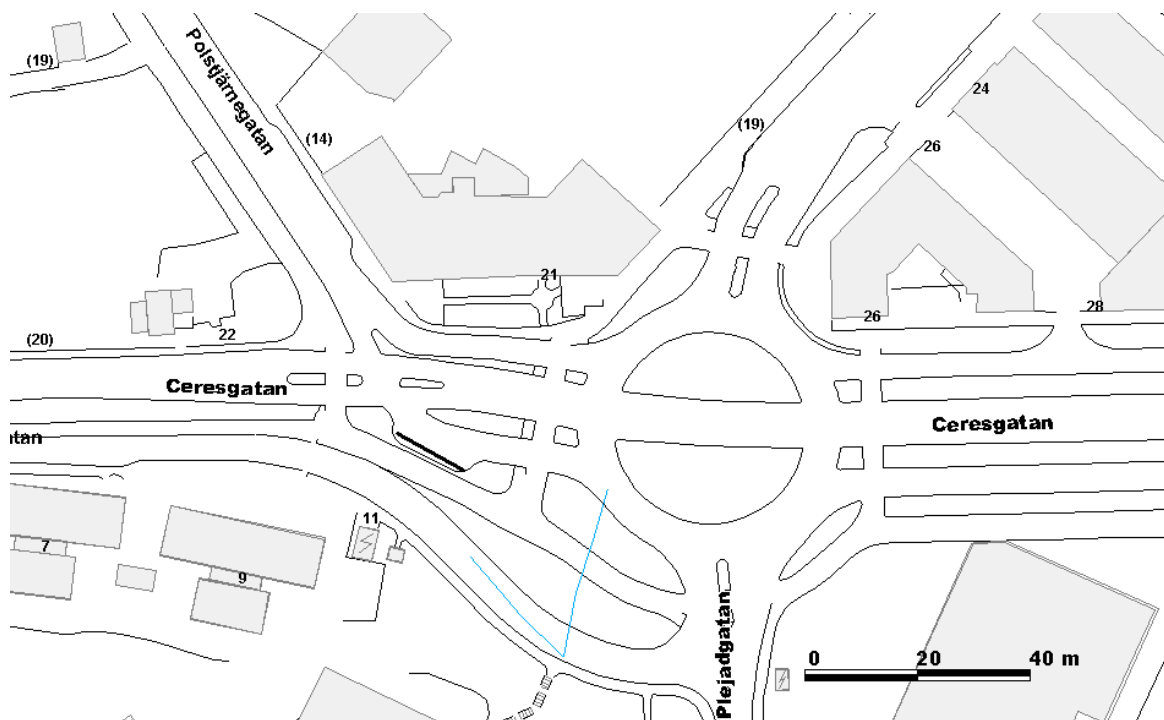 (19)
Polstjärnegatan
(14)
(19)
24
26
21
22
26
28
(20)
Ceresgatan
Ceresgatan
atan
11
7
9
Plejadgatan
0 20 40 m